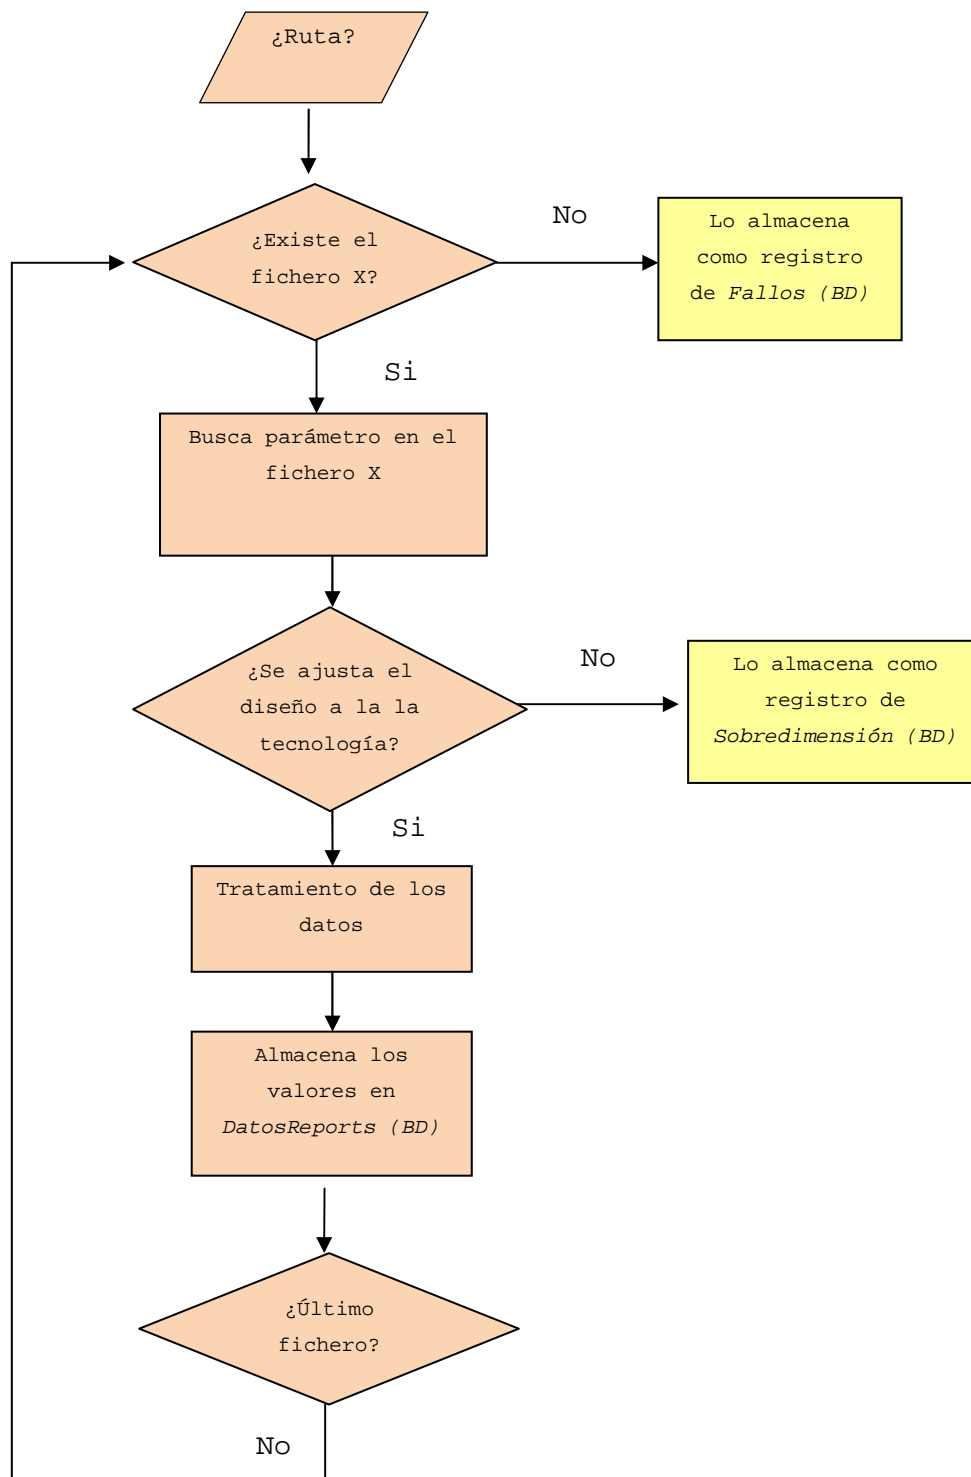 ¿Ruta?
¿Existe el
fichero X?
No
Lo almacena
como registro
de Fallos (BD)
Si
Busca parámetro en el
fichero X
¿Se ajusta el
diseño a la la
tecnología?
No
Lo almacena como
registro de
Sobredimensión (BD)
Si
Tratamiento de los
datos
Almacena los
valores en
DatosReports (BD)
¿Último
fichero?
No